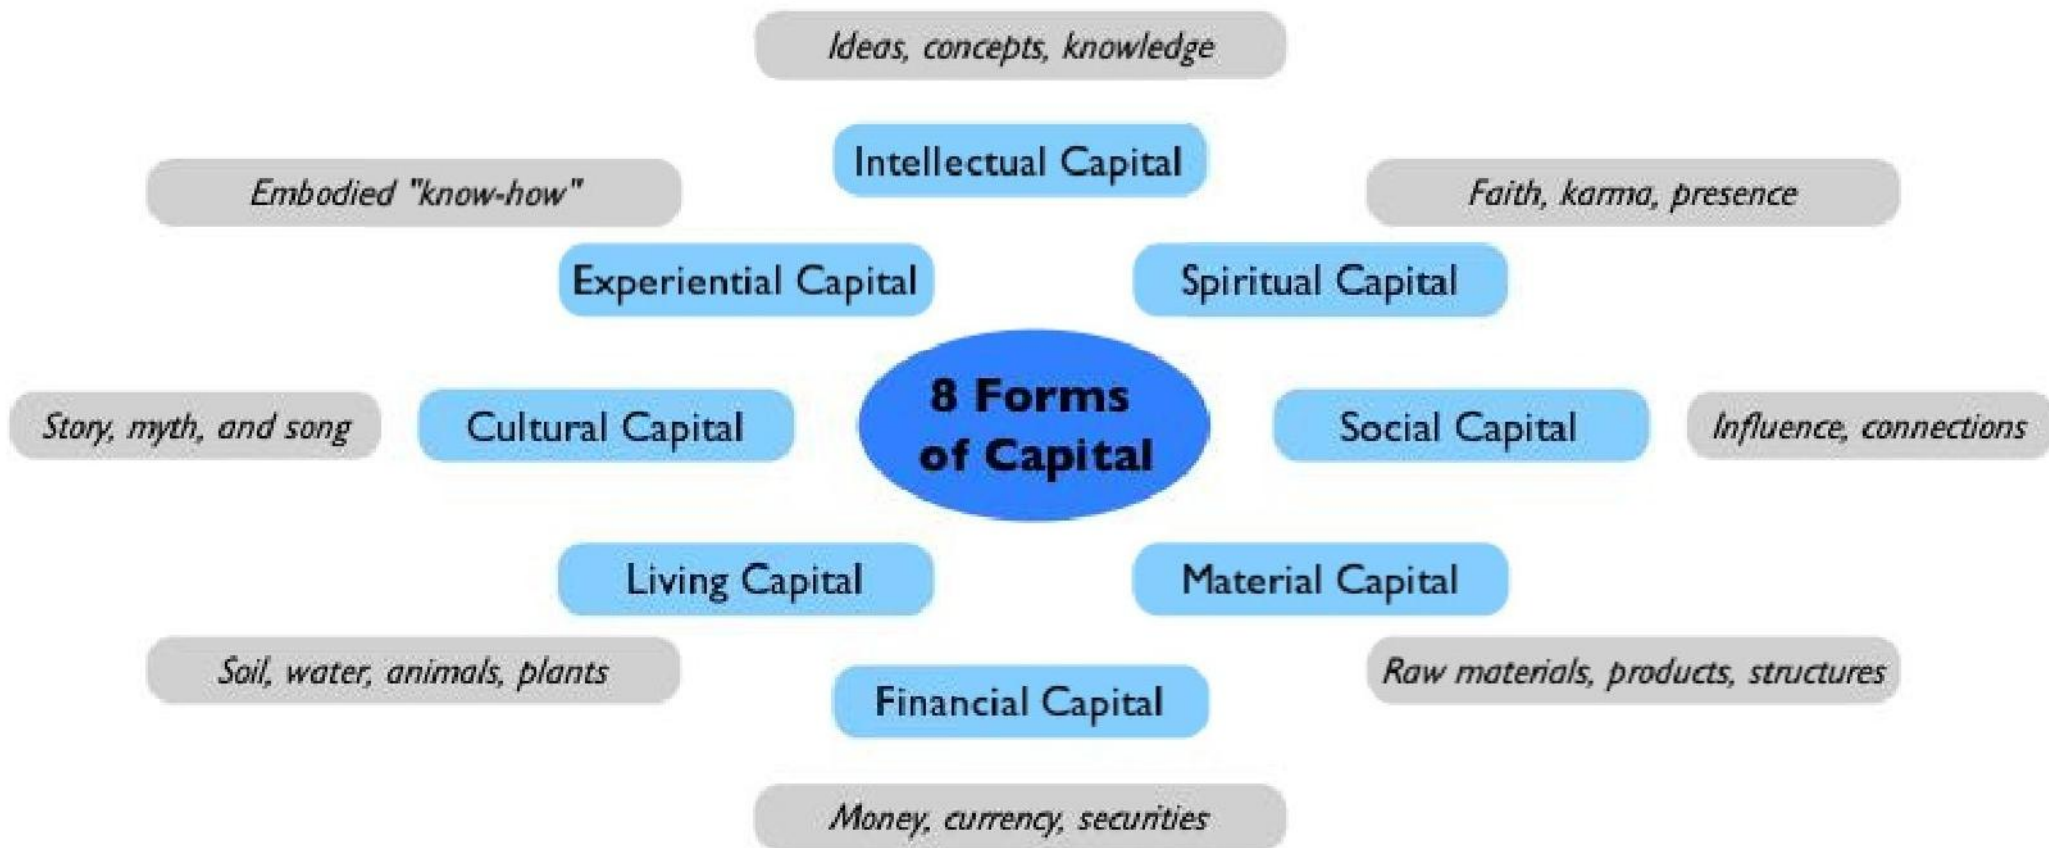 Ideas, concepts, knowledge
Intellectual Capital
Embodied "know-how"
Faith, karma, presence
Experiential Capital
Spiritual Capital
8 Forms
of Capital
Story, myth, and song
Cultural Capital
Social Capital
Influence, connections
Living Capital
Material Capital
Soil, water, animals, plants
Raw materials, products, structures
Financial Capital
Money, currency, securities